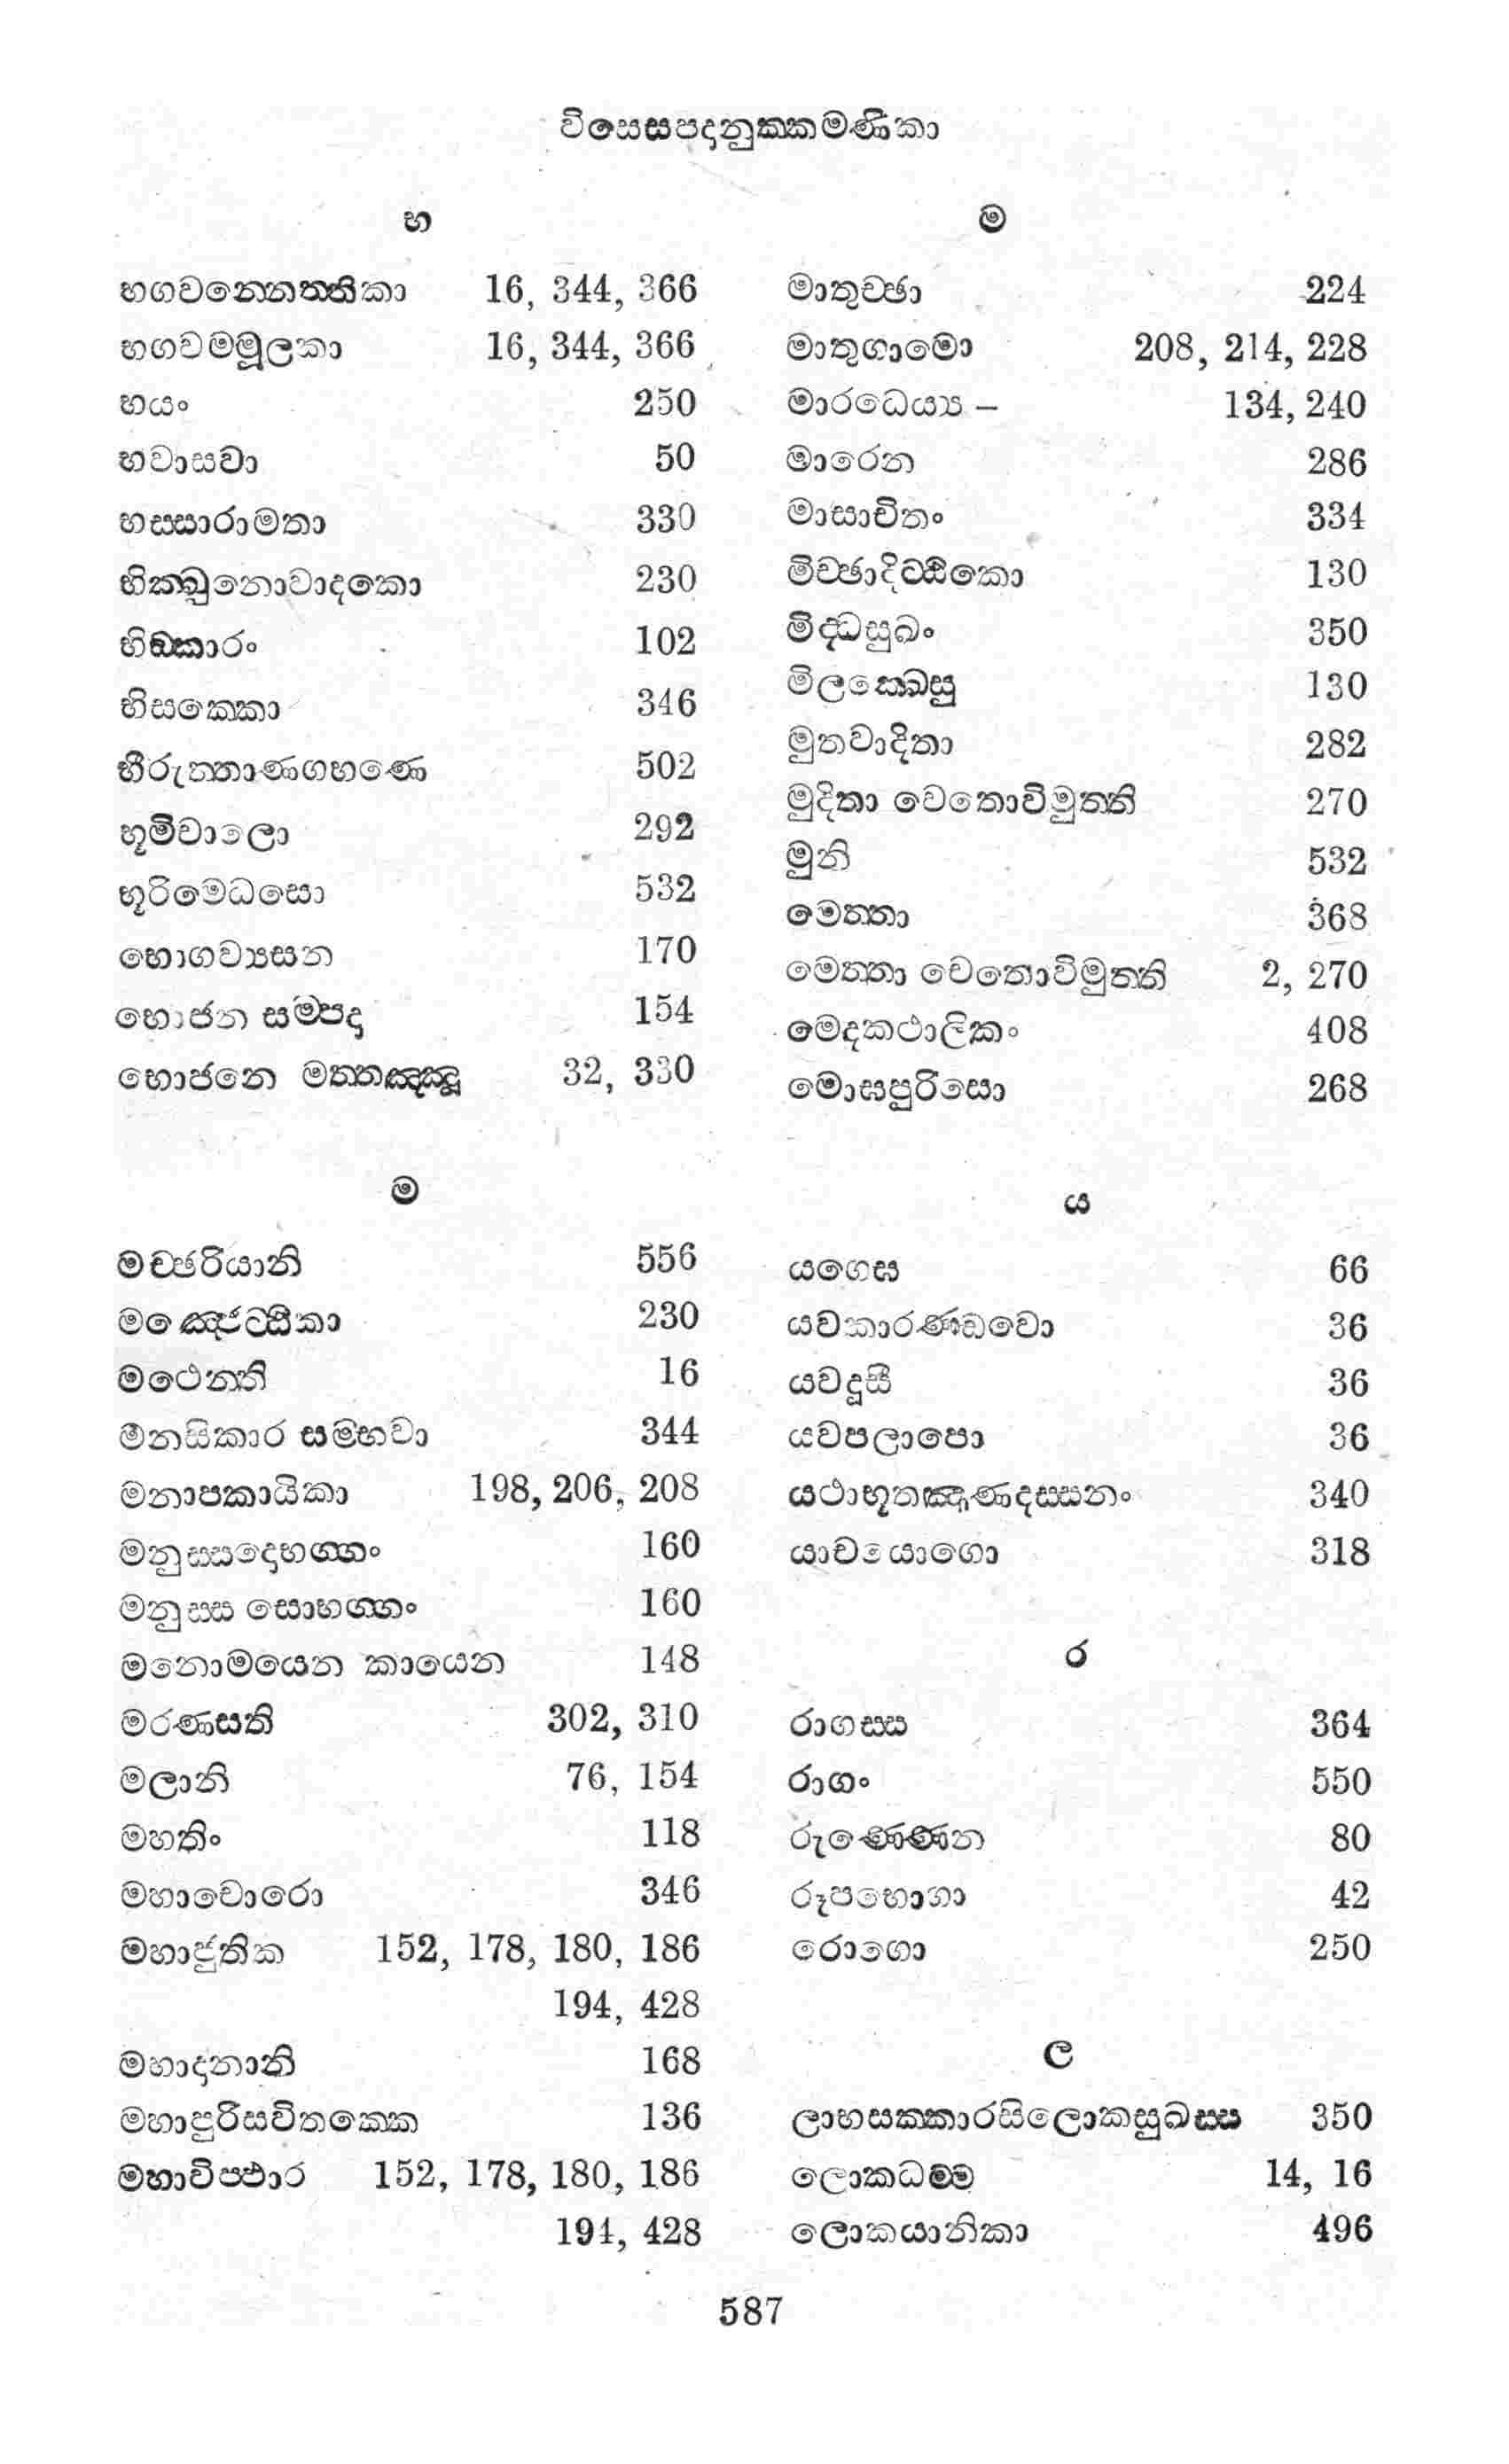 විසෙසපදානුක්කමණිකා
භ
භගවන්නෙත්තිකා 16, 344, 366
භගවම්මූලකා 16, 344, 366
භයං 250
භවාසවා 50
භස්සාරාමතා 330
භික්ඛුනොවාදකො 230
භිඞ්කාරං 102
භිසක්කො 346
භීරුත්තාණගහණෙ 502
භූමිචාලො 292
භූරිමෙධසො 532
භොගව්‍යසන 170
භොජන සම්පදා 154
භොජනෙ මත්තඤ්ඤූ 32, 330
ම
මච්ඡරියානි 556
මඤ්ජෙට්ඨිකා 230
මථෙන්ති 16
මනසිකාර සම්භවා 344
මනාපකායිකා 198, 206, 208
මනුස්සදොභග්ගං 160
මනුස්ස සොභග්ගං 160
මනොමයෙන කායෙන 148
මරණසති 302, 310
මලානි 76, 154
මහතිං 118
මහාචොරො 346
මහාජුතික 152, 178, 180, 186
194, 428
මහාදානානි 168
මහාපුරිසවිතක්කෙ 136
මහාවිප්ඵාර 152, 178, 180, 186
194, 428
ම
මාතුච්ඡා 224
මාතුගාමො 208, 214, 228
මාරධෙය්‍ය – 134, 240
මාරෙන 286
මාසාචිතං 334
මිච්ඡාදිට්ඨිකො 130
මිද්ධසුඛං 350
මිලක්ඛෙසු 130
මුතවාදිතා 282
මුදිතා චෙතොවිමුත්ති 270
මුනි 532
මෙත්තා 368
මෙත්තා චෙතොවිමුත්ති 2, 270
මෙදකථාලිකං 408
මොඝපුරිසො 268
ය
යගෙඝ 66
යවකාරණ්ඩවො 36
යවදූසී 36
යවපලාපො 36
යථාභූතඤාණදස්සනං 340
යාචයොගො 318
ර
රාගස්ස 364
රාගං 550
රුණ්ණෙන 80
රූපභොගා 42
රොගො 250
ල
ලාභසක්කාරසිලොකසුඛස්ස 350
ලොකධම්ම 14, 16
ලොකයානිකා 496
587